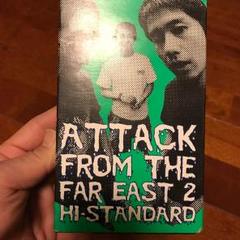 ATTACK
FROM THE
FAR EAST 2
HI-STANDARD